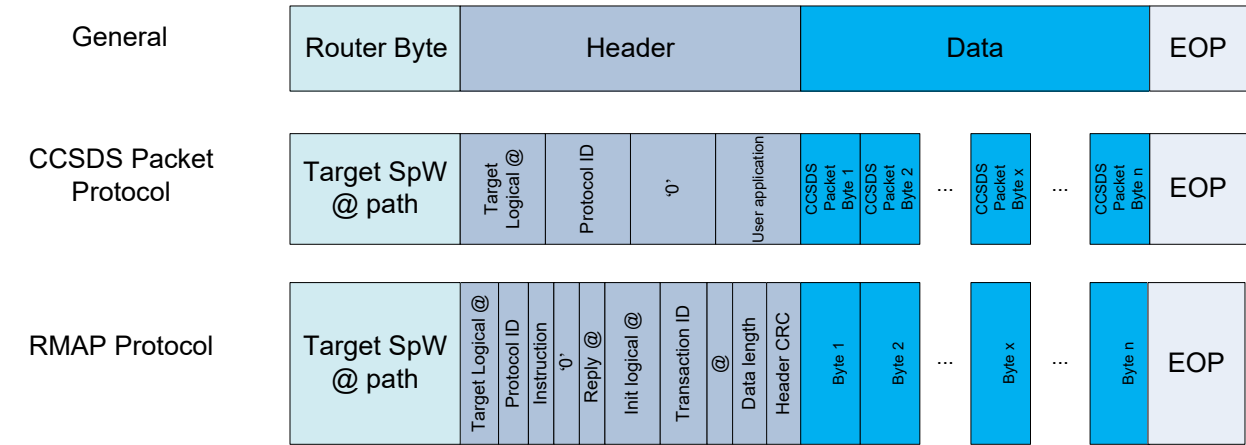 General
Router Byte
Header
Data
EOP
CCSDS Packet
Protocol
Target SpW
@ path
Target
Logical @
Protocol ID
‘0’
User application
CCSDS
Packet
Byte 1
CCSDS
Packet
Byte 2
...
CCSDS
Packet
Byte x
...
CCSDS
Packet
Byte n
EOP
RMAP Protocol
Target SpW
@ path
Target Logical @
Protocol ID
Instruction
‘0’
Reply @
Init logical @
Transaction ID
@
Data length
Header CRC
Byte 1
Byte 2
...
Byte x
...
Byte n
EOP